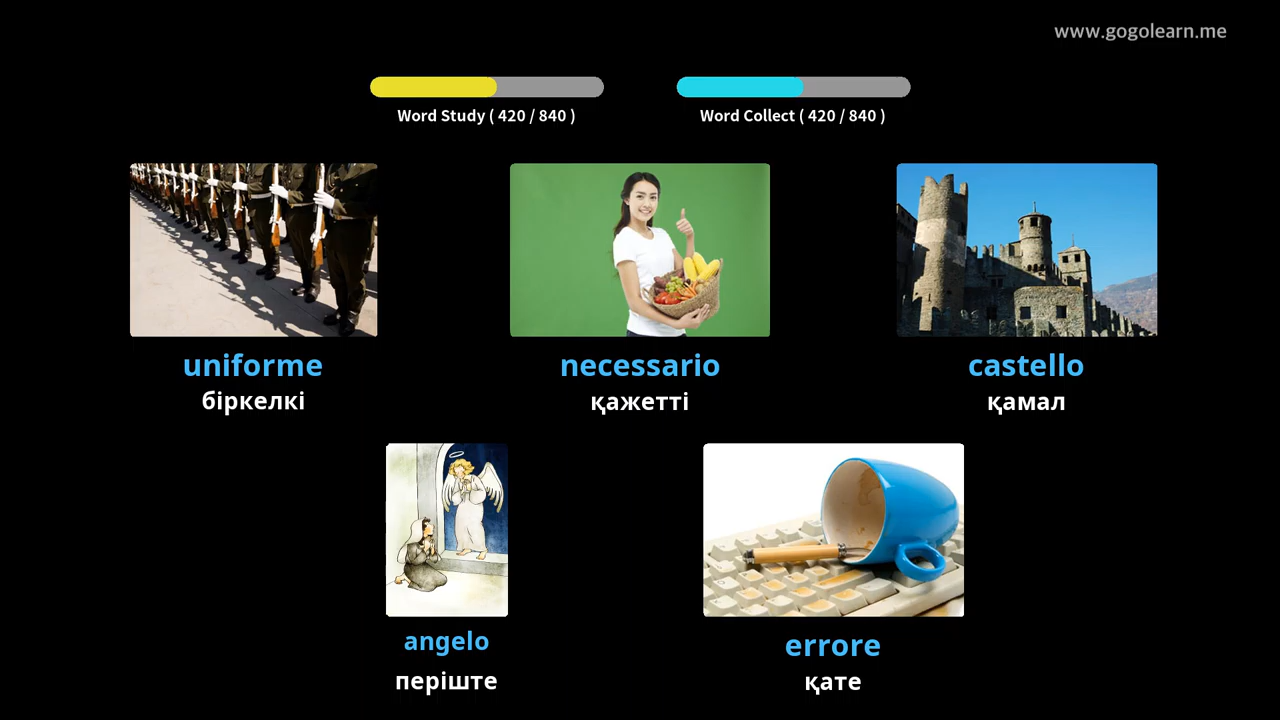 www.gogolearn.me
Word Study ( 420 / 840 )
Word Collect ( 420 / 840 )
uniforme
біркелкі
necessario
қажетті
castello
қамал
angelo
періште
errore
қате